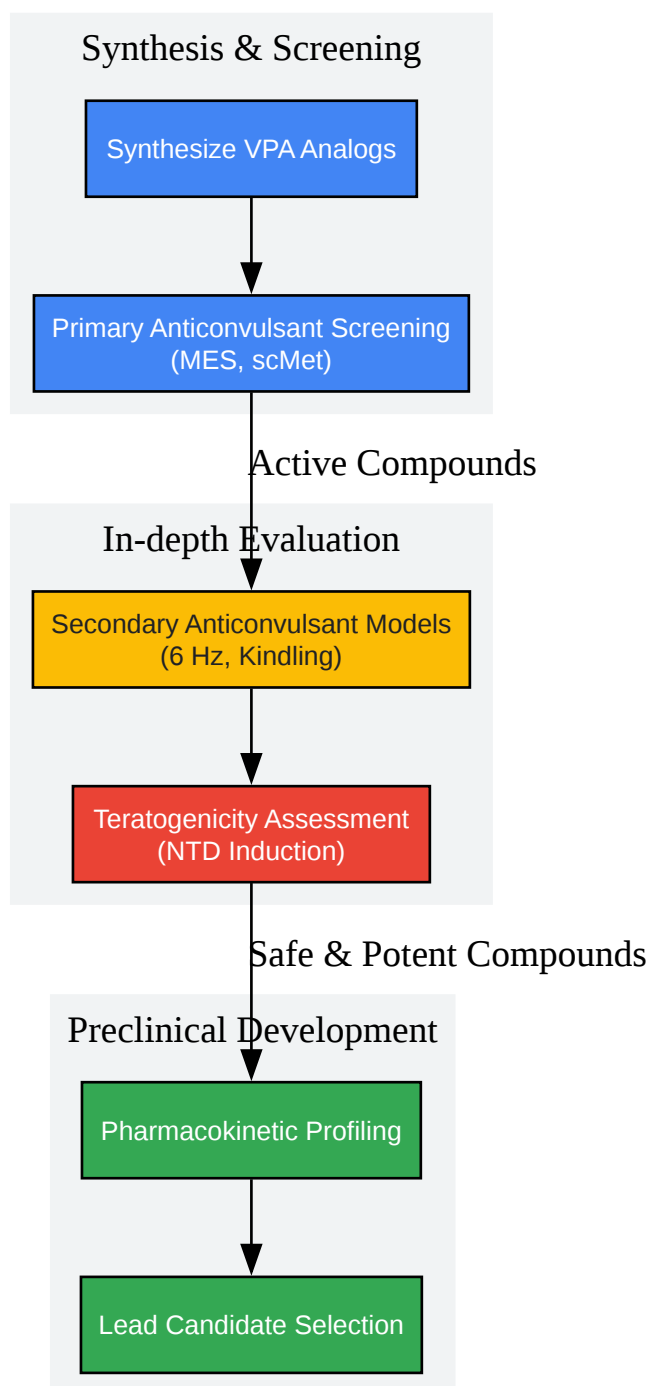 Synthesis & Screening
Synthesize VPA Analogs
Primary Anticonvulsant Screening
(MES, scMet)
Active Compounds
In-depth Evaluation
Secondary Anticonvulsant Models
(6 Hz, Kindling)
Teratogenicity Assessment
(NTD Induction)
Safe & Potent Compounds
Preclinical Development
Pharmacokinetic Profiling
Lead Candidate Selection